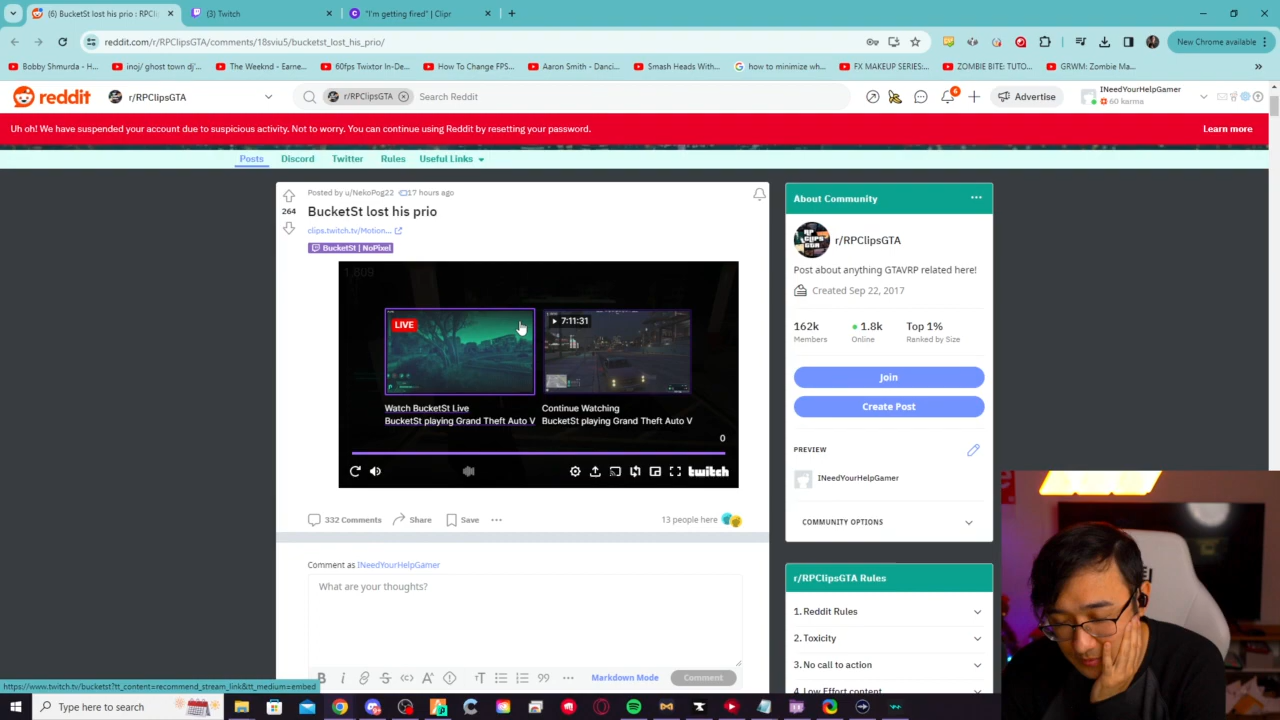 (6) BucketSt lost his prio : RPC
(3) Twitch
"I'm getting fired" | Clipr
reddit.com/r/RPClipsGTA/comments/18sviu5/bucketst_lost_his_prio/
New Chrome available
Bobby Shmurda - H...
inoj/ ghost town dj'...
The Weeknd - Earne...
60fps Twixtor In-De...
How To Change FPS...
Aaron Smith - Danci...
Smash Heads With...
how to minimize wh...
FX MAKEUP SERIES:...
ZOMBIE BITE: TUTO...
GRWM: Zombie Ma...
reddit
r/RPClipsGTA
r/RPClipsGTA
Search Reddit
6
Advertise
INeedYourHelpGamer
60 karma
Uh oh! We have suspended your account due to suspicious activity. Not to worry. You can continue using Reddit by resetting your password.
Learn more
Posts
Discord
Twitter
Rules
Useful Links
264
Posted by u/NekoPog22 17 hours ago
BucketSt lost his prio
clips.twitch.tv/Motion...
BucketSt | NoPixel
1,609
LIVE
7:11:31
Watch BucketSt Live
BucketSt playing Grand Theft Auto V
Continue Watching
BucketSt playing Grand Theft Auto V
0
twitch
332 Comments
Share
Save
13 people here
Comment as INeedYourHelpGamer
What are your thoughts?
Markdown Mode
Comment
About Community
r/RPClipsGTA
Post about anything GTAVRP related here!
Created Sep 22, 2017
162k
Members
1.8k
Online
Top 1%
Ranked by Size
Join
Create Post
PREVIEW
INeedYourHelpGamer
COMMUNITY OPTIONS
r/RPClipsGTA Rules
1. Reddit Rules
2. Toxicity
3. No call to action
4. Low Effort content
https://www.twitch.tv/bucketst?tt_content=recommend_stream_link&tt_medium=embed
Type here to search